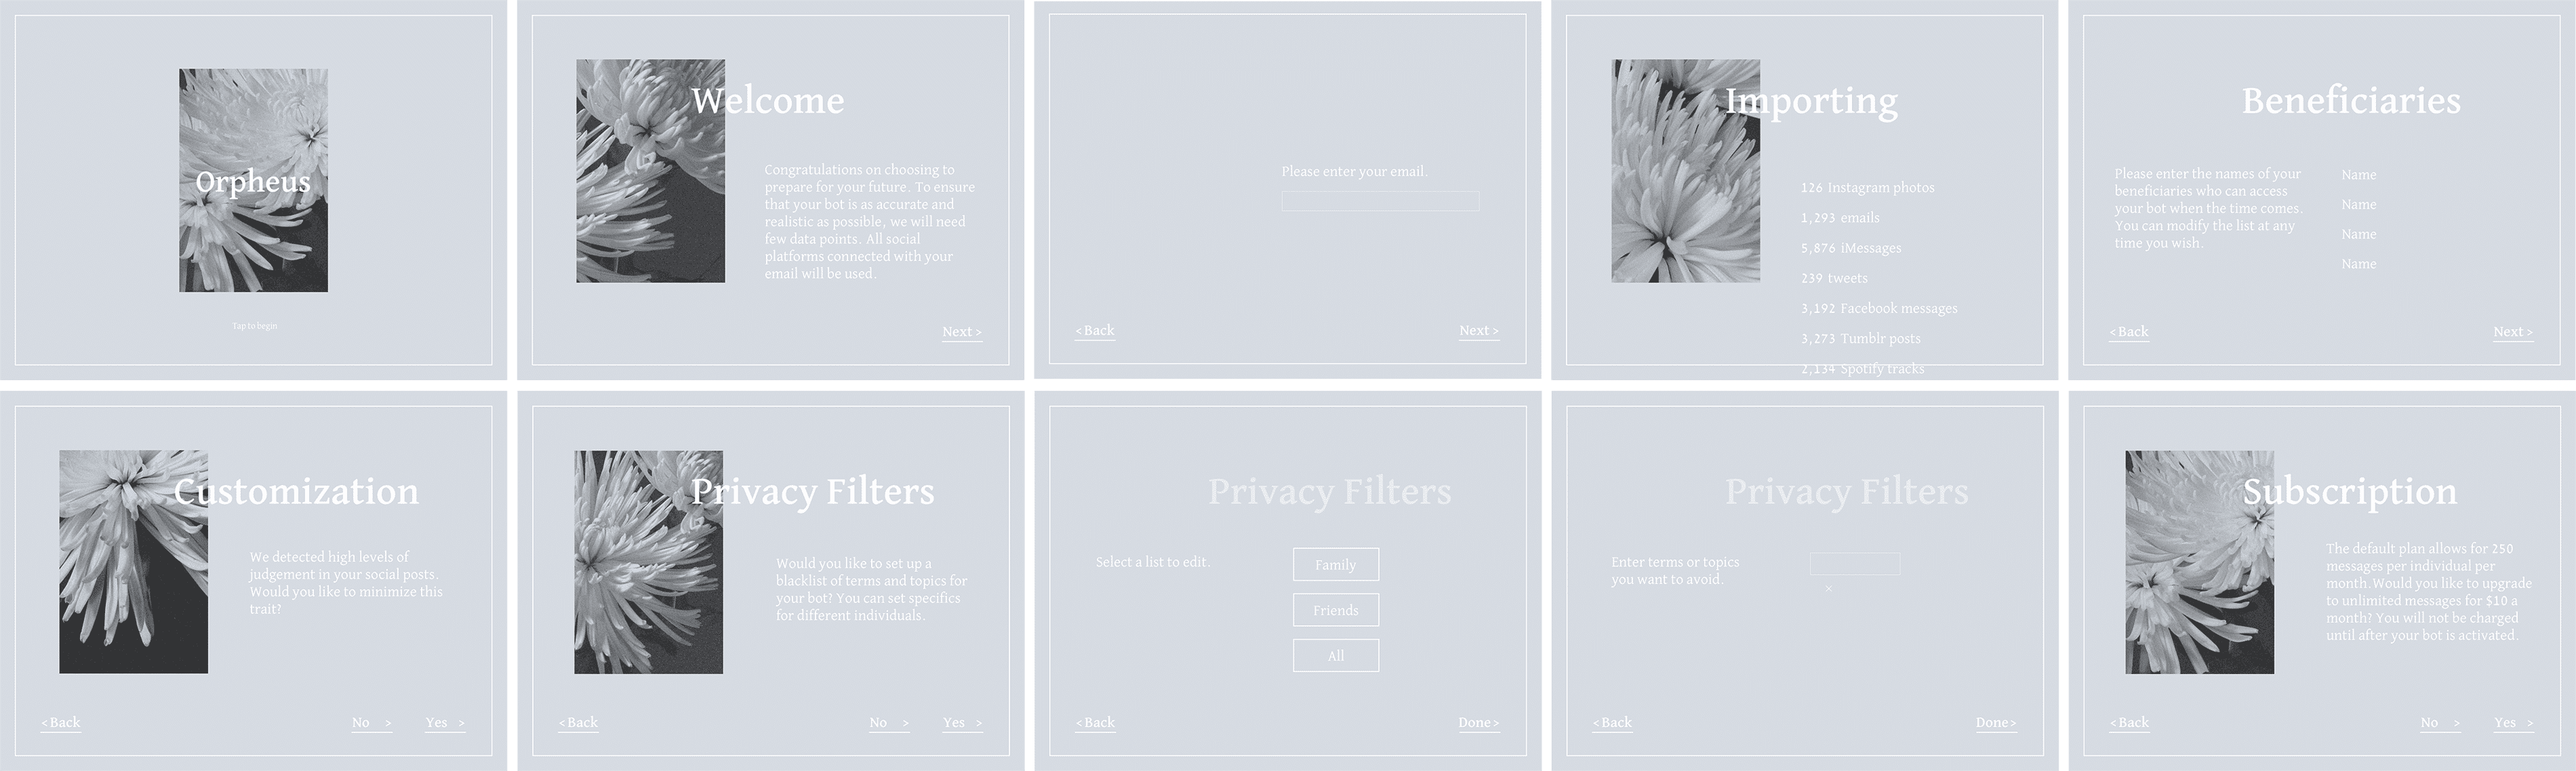 Orpheus
Tap to begin
Welcome
Congratulations on choosing to
prepare for your future. To ensure
that your bot is as accurate and
realistic as possible, we will need
few data points. All social
platforms connected with your
email will be used.
Next >
Please enter your email.
< Back
Next >
Importing
126 Instagram photos
1,293 emails
5,876 iMessages
239 tweets
3,192 Facebook messages
3,273 Tumblr posts
2,134 Spotify tracks
Beneficiaries
Please enter the names of your
beneficiaries who can access
your bot when the time comes.
You can modify the list at any
time you wish.
Name
Name
Name
Name
< Back
Next >
Customization
We detected high levels of
judgement in your social posts.
Would you like to minimize this
trait?
< Back
No >
Yes >
Privacy Filters
Would you like to set up a
blacklist of terms and topics for
your bot? You can set specifics
for different individuals.
< Back
No >
Yes >
Privacy Filters
Select a list to edit.
Family
Friends
All
< Back
Done >
Privacy Filters
Enter terms or topics
you want to avoid.
×
< Back
Done >
Subscription
The default plan allows for 250
messages per individual per
month.Would you like to upgrade
to unlimited messages for $10 a
month? You will not be charged
until after your bot is activated.
< Back
No >
Yes >